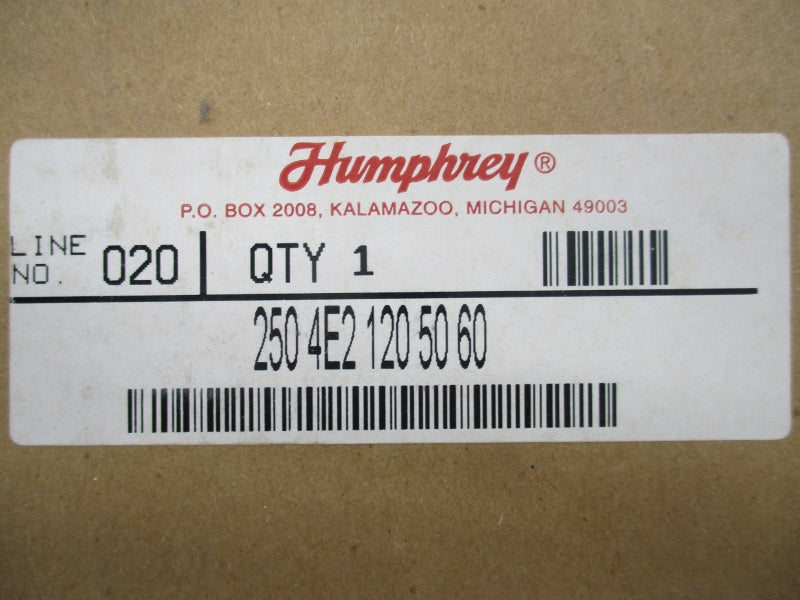 Humphrey®
P.O. BOX 2008, KALAMAZOO, MICHIGAN 49003
LINE NO. 020 QTY 1
250 4E2 120 50 60